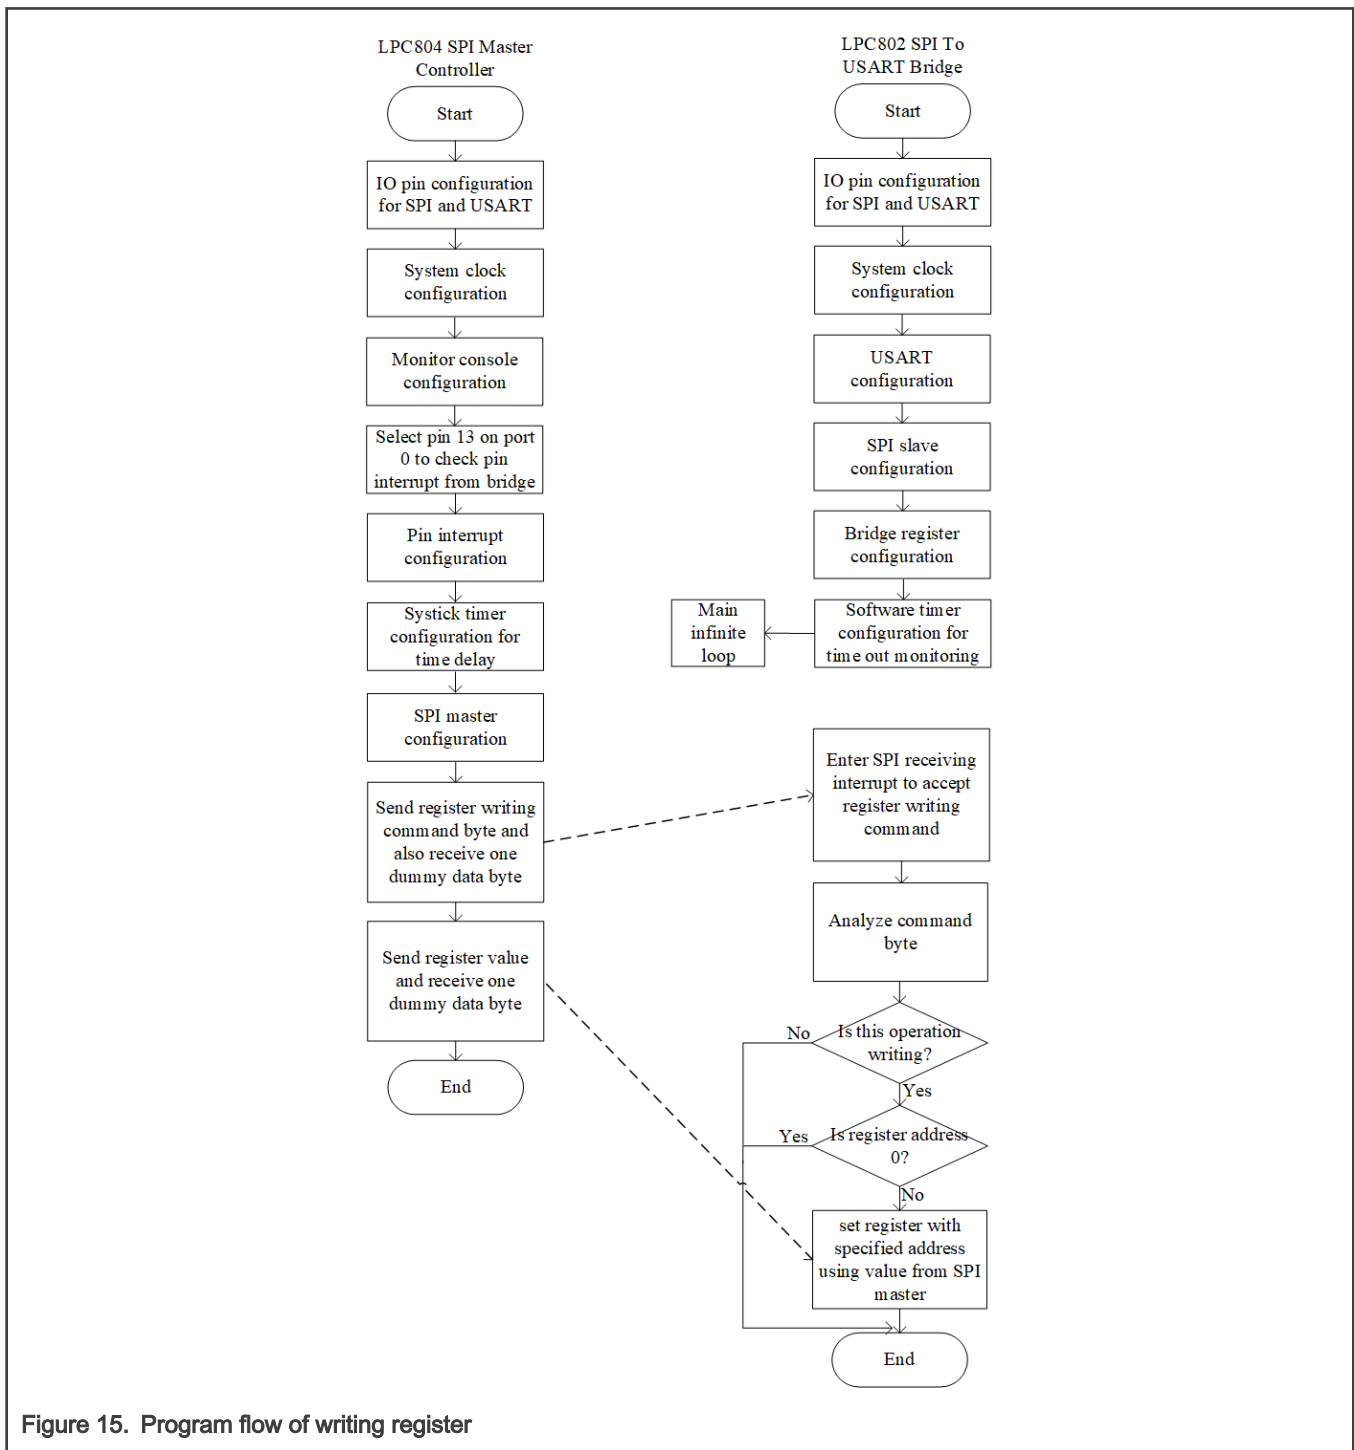 LPC804 SPI Master
Controller
Start
IO pin configuration
for SPI and USART
System clock
configuration
Monitor console
configuration
Select pin 13 on port
0 to check pin
interrupt from bridge
Pin interrupt
configuration
Systick timer
configuration for
time delay
SPI master
configuration
Send register writing
command byte and
also receive one
dummy data byte
Send register value
and receive one
dummy data byte
End
LPC802 SPI To
USART Bridge
Start
IO pin configuration
for SPI and USART
System clock
configuration
USART
configuration
SPI slave
configuration
Bridge register
configuration
Software timer
configuration for
time out monitoring
Main
infinite
loop
Enter SPI receiving
interrupt to accept
register writing
command
Analyze command
byte
Is this operation
writing?
No
Yes
Is register address
0?
Yes
No
set register with
specified address
using value from SPI
master
End
Figure 15. Program flow of writing register